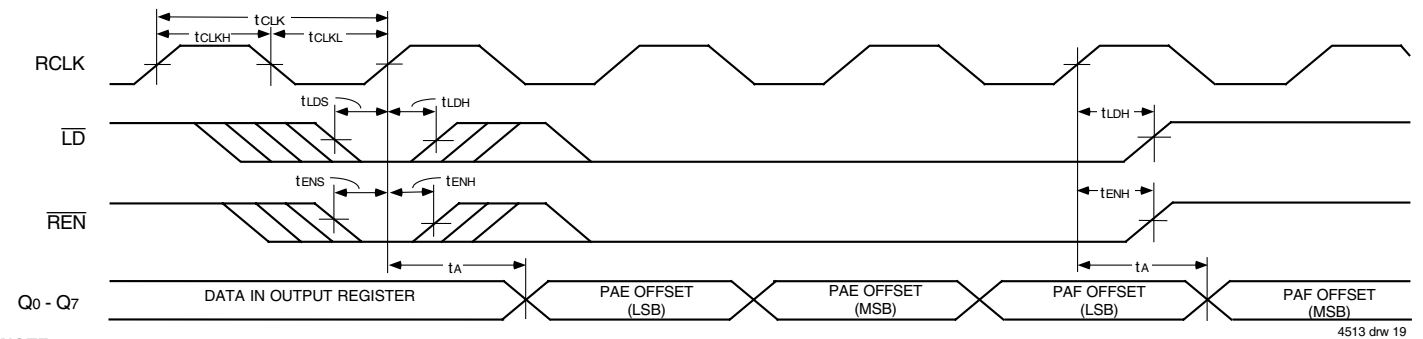 tCLK
tCLKH
tCLKL
RCLK
tLDS
tLDH
tLDH
LD
tENS
tENH
tENH
REN
tA
tA
Q0 - Q7
DATA IN OUTPUT REGISTER
PAE OFFSET
(LSB)
PAE OFFSET
(MSB)
PAF OFFSET
(LSB)
PAF OFFSET
(MSB)
4513 drw 19